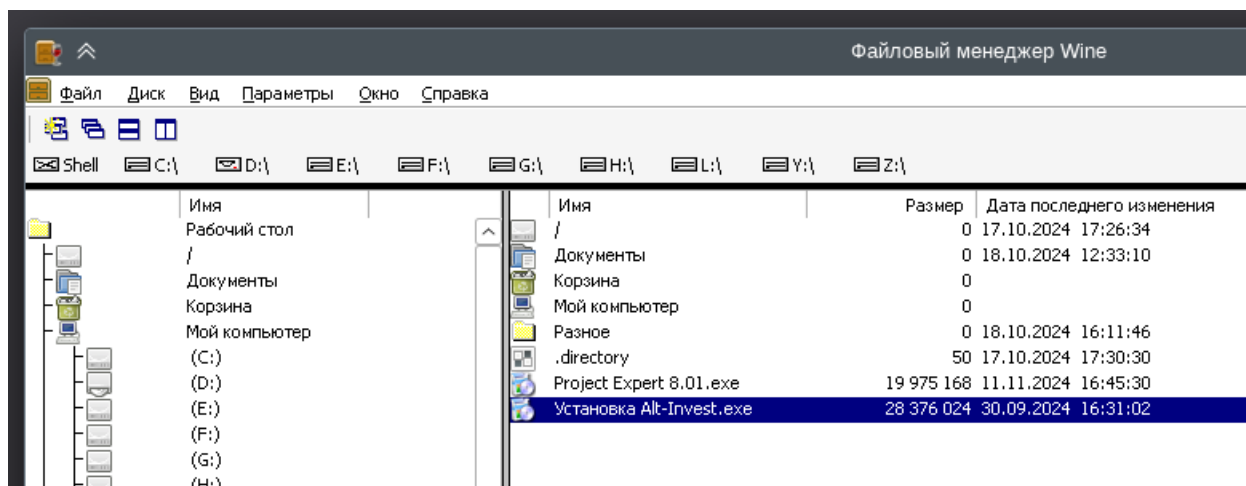 Файловый менеджер Wine
Файл Диск Вид Параметры Окно Справка
Shell C:\ D:\ E:\ F:\ G:\ H:\ L:\ Y:\ Z:\
Имя Имя Размер Дата последнего изменения
Рабочий стол / 0 17.10.2024 17:26:34
/ Документы 0 18.10.2024 12:33:10
Документы Корзина 0
Корзина Мой компьютер 0
Мой компьютер Разное 0 18.10.2024 16:11:46
(C:) .directory 50 17.10.2024 17:30:30
(D:) Project Expert 8.01.exe 19 975 168 11.11.2024 16:45:30
(E:) Установка Alt-Invest.exe 28 376 024 30.09.2024 16:31:02
(F:)
(G:)
(H:)